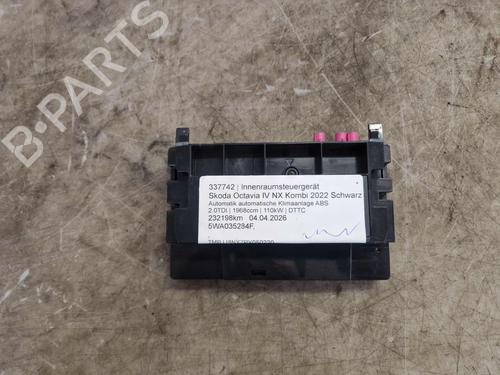 B-Parts
337742 | Innenraumsteuergerät
Skoda Octavia IV NX Kombi 2022 Schwarz
Automatik automatische Klimaanlage ABS
2.0TDI | 1968ccm | 110kW | DTTC
232198km 04.04.2026
5WA035284F,